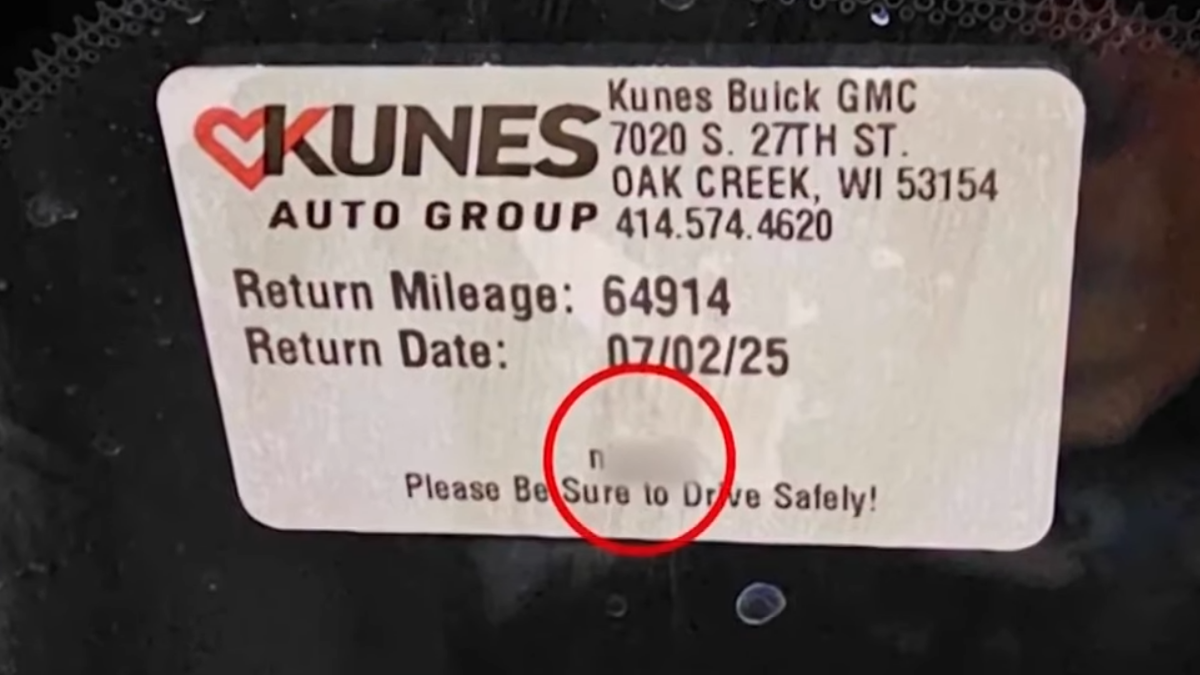 KUNES
AUTO GROUP
Kunes Buick GMC
7020 S. 27TH ST.
OAK CREEK, WI 53154
414.574.4620
Return Mileage: 64914
Return Date: 07/02/25
n
Please Be Sure to Drive Safely!